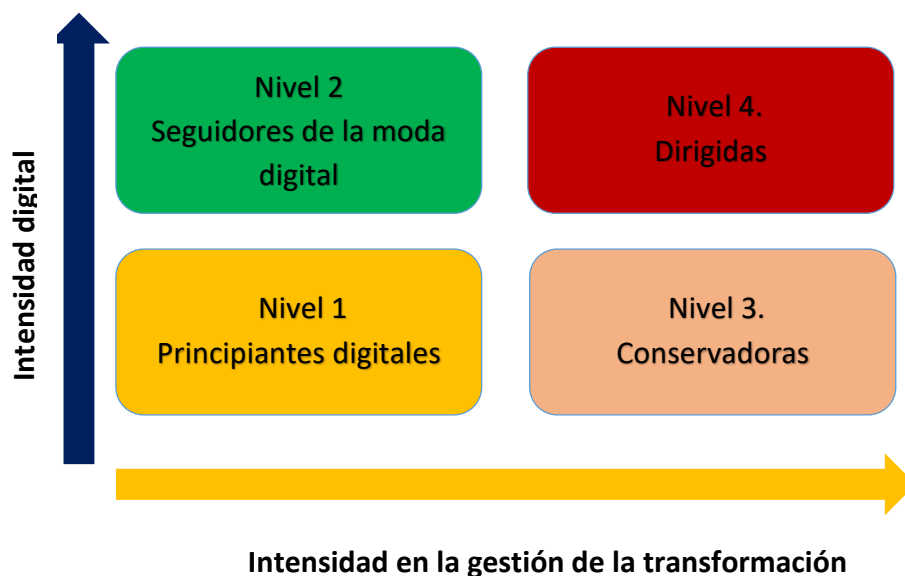 Intensidad digital
Nivel 2
Seguidores de la moda
digital
Nivel 4.
Dirigidas
Nivel 1
Principiantes digitales
Nivel 3.
Conservadoras
Intensidad en la gestión de la transformación